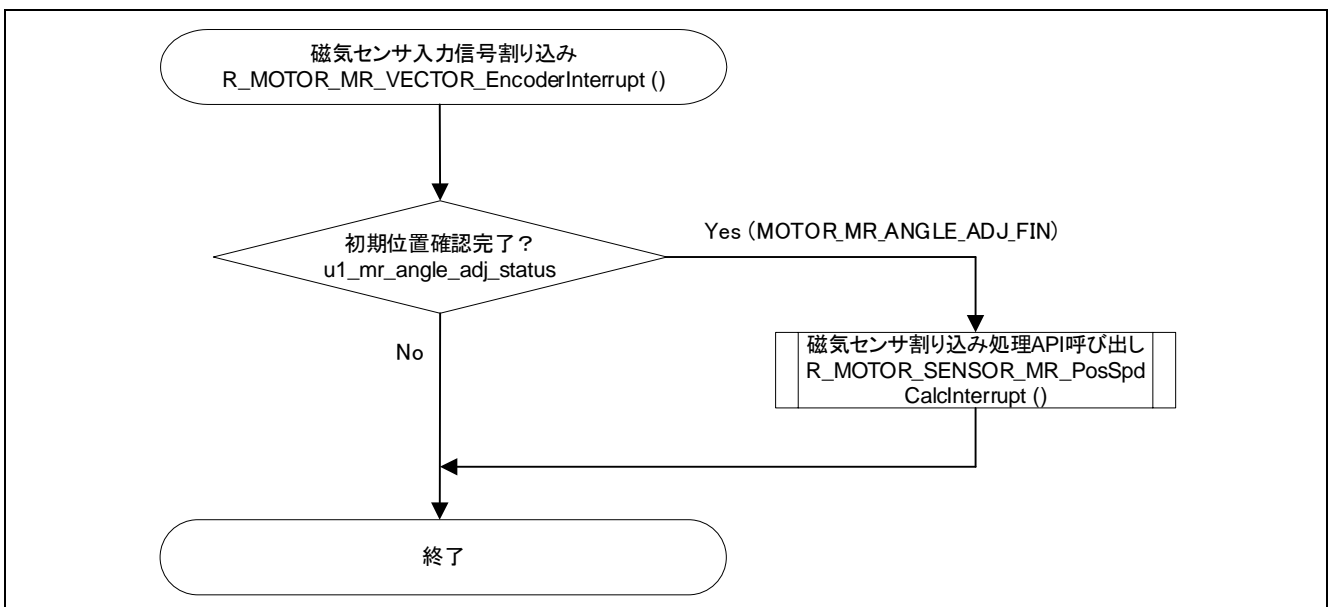 磁気センサ入力信号割り込み
R_MOTOR_MR_VECTOR_EncoderInterrupt ()
初期位置確認完了？
u1_mr_angle_adj_status
Yes (MOTOR_MR_ANGLE_ADJ_FIN)
No
磁気センサ割り込み処理API呼び出し
R_MOTOR_SENSOR_MR_PosSpd
CalcInterrupt ()
終了